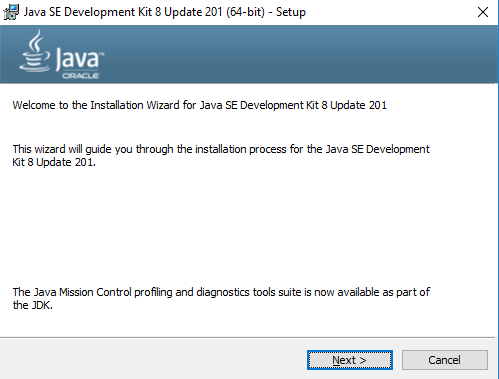 Java SE Development Kit 8 Update 201 (64-bit) - Setup
Java™
ORACLE
Welcome to the Installation Wizard for Java SE Development Kit 8 Update 201
This wizard will guide you through the installation process for the Java SE Development
Kit 8 Update 201.
The Java Mission Control profiling and diagnostics tools suite is now available as part of
the JDK.
Next >
Cancel